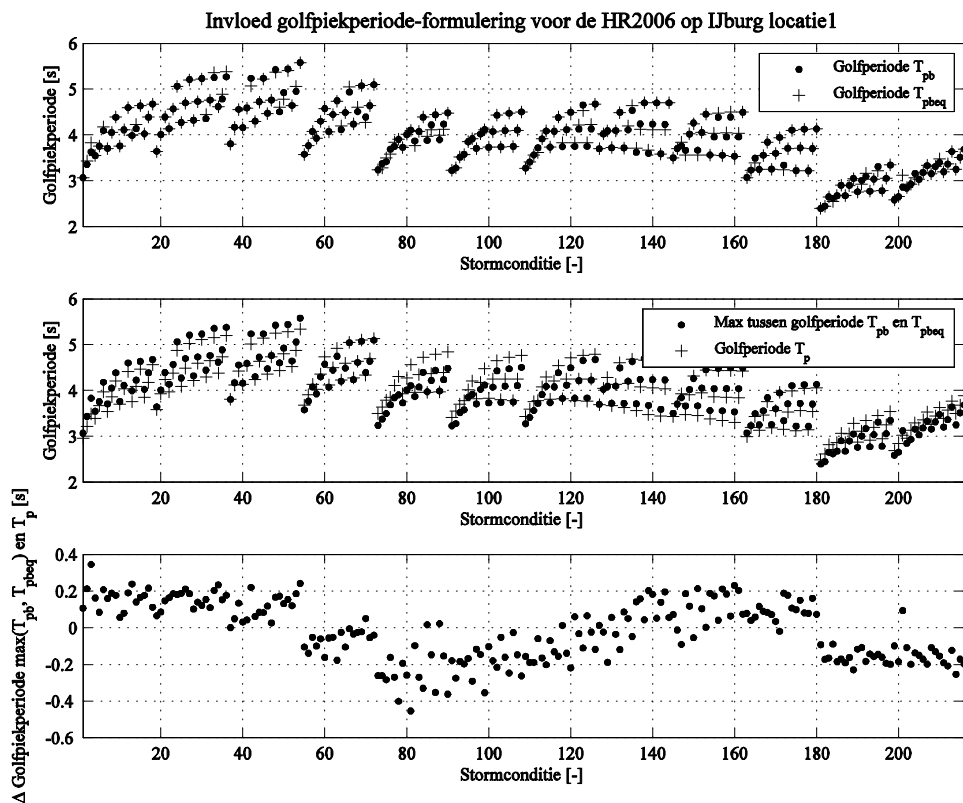 Invloed golfpiekperiode-formulering voor de HR2006 op IJburg locatie1
Golfpiekperiode [s]
6
5
4
3
2
Golfperiode T_pb
Golfperiode T_pbeq
20 40 60 80 100 120 140 160 180 200
Stormconditie [-]
Golfpiekperiode [s]
6
5
4
3
2
Max tussen golfperiode T_pb en T_pbeq
Golfperiode T_p
20 40 60 80 100 120 140 160 180 200
Stormconditie [-]
Δ Golfpiekperiode max(T_pb, T_pbeq) en T_p [s]
0.4
0.2
0
-0.2
-0.4
-0.6
20 40 60 80 100 120 140 160 180 200
Stormconditie [-]